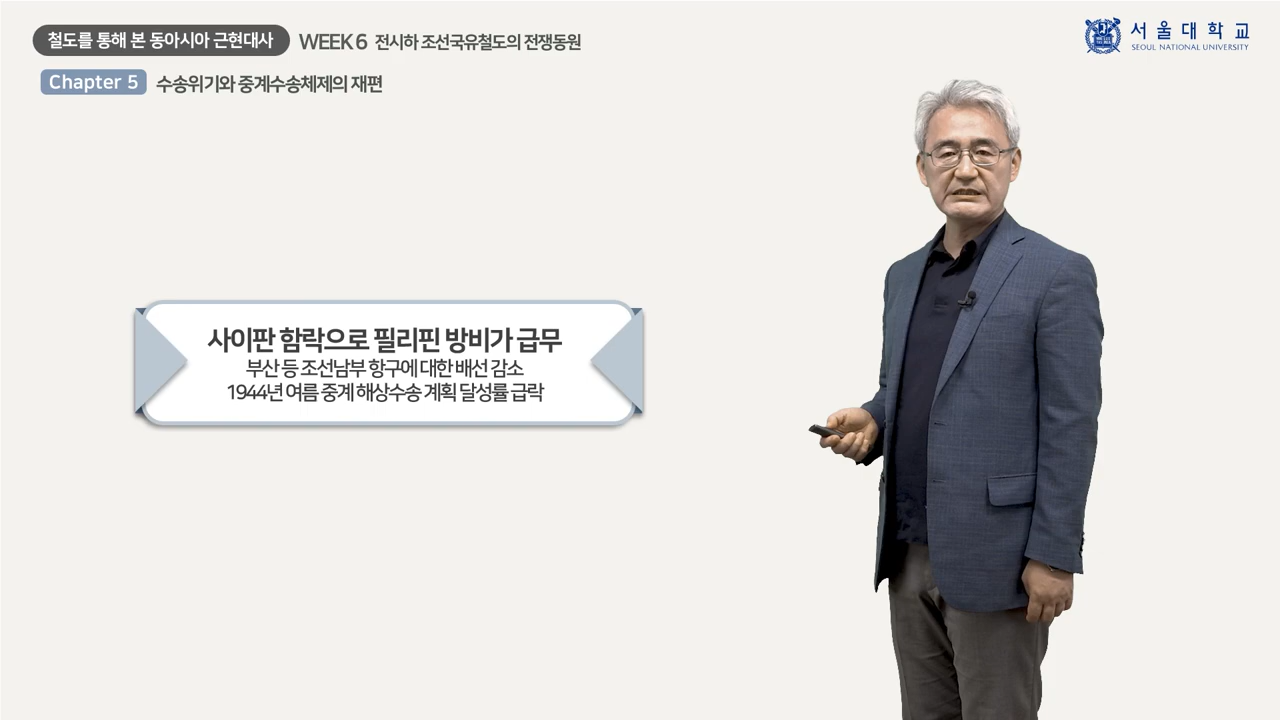 철도를 통해 본 동아시아 근현대사 WEEK 6 전시하 조선국유철도의 전쟁동원
서울대학교
SEOUL NATIONAL UNIVERSITY
Chapter 5 수송위기와 중계수송체제의 재편
사이판 함락으로 필리핀 방비가 급무
부산 등 조선남부 항구에 대한 배선 감소
1944년 여름 중계 해상수송 계획 달성률 급락